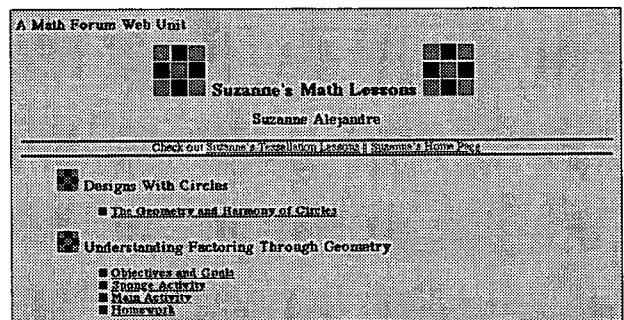 A Math Forum Web Unit
Suzanne's Math Lessons
Suzanne Alejandre
Check out Suzanne's Tessellation Lessons || Suzanne's Home Page
Designs With Circles
The Geometry and Harmony of Circles
Understanding Factoring Through Geometry
Objectives and Goals
Sponge Activity
Main Activity
Homework